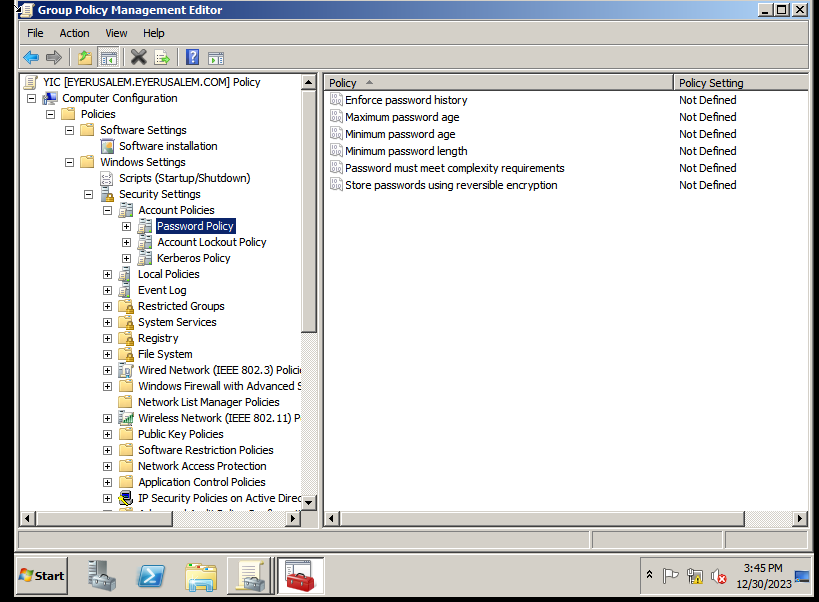 Group Policy Management Editor
File Action View Help
YIC [EYERUSALEM.EYERUSALEM.COM] Policy
Computer Configuration
Policies
Software Settings
Software installation
Windows Settings
Scripts (Startup/Shutdown)
Security Settings
Account Policies
Password Policy
Account Lockout Policy
Kerberos Policy
Local Policies
Event Log
Restricted Groups
System Services
Registry
File System
Wired Network (IEEE 802.3) Policie
Windows Firewall with Advanced S
Network List Manager Policies
Wireless Network (IEEE 802.11) P
Public Key Policies
Software Restriction Policies
Network Access Protection
Application Control Policies
IP Security Policies on Active Direc
Policy Policy Setting
Enforce password history Not Defined
Maximum password age Not Defined
Minimum password age Not Defined
Minimum password length Not Defined
Password must meet complexity requirements Not Defined
Store passwords using reversible encryption Not Defined
Start
3:45 PM
12/30/2023